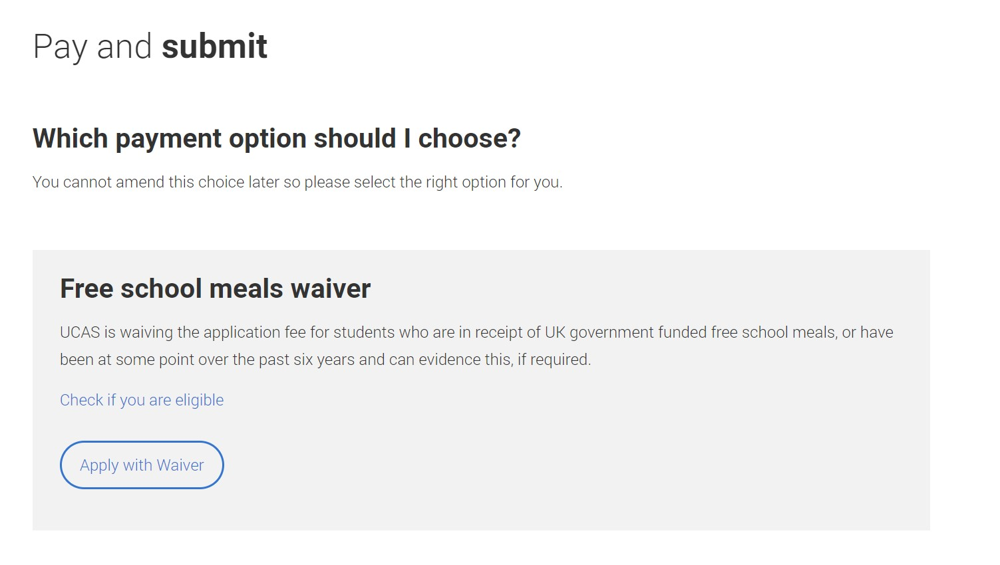 Pay and submit
Which payment option should I choose?
You cannot amend this choice later so please select the right option for you.
Free school meals waiver
UCAS is waiving the application fee for students who are in receipt of UK government funded free school meals, or have
been at some point over the past six years and can evidence this, if required.
Check if you are eligible
Apply with Waiver